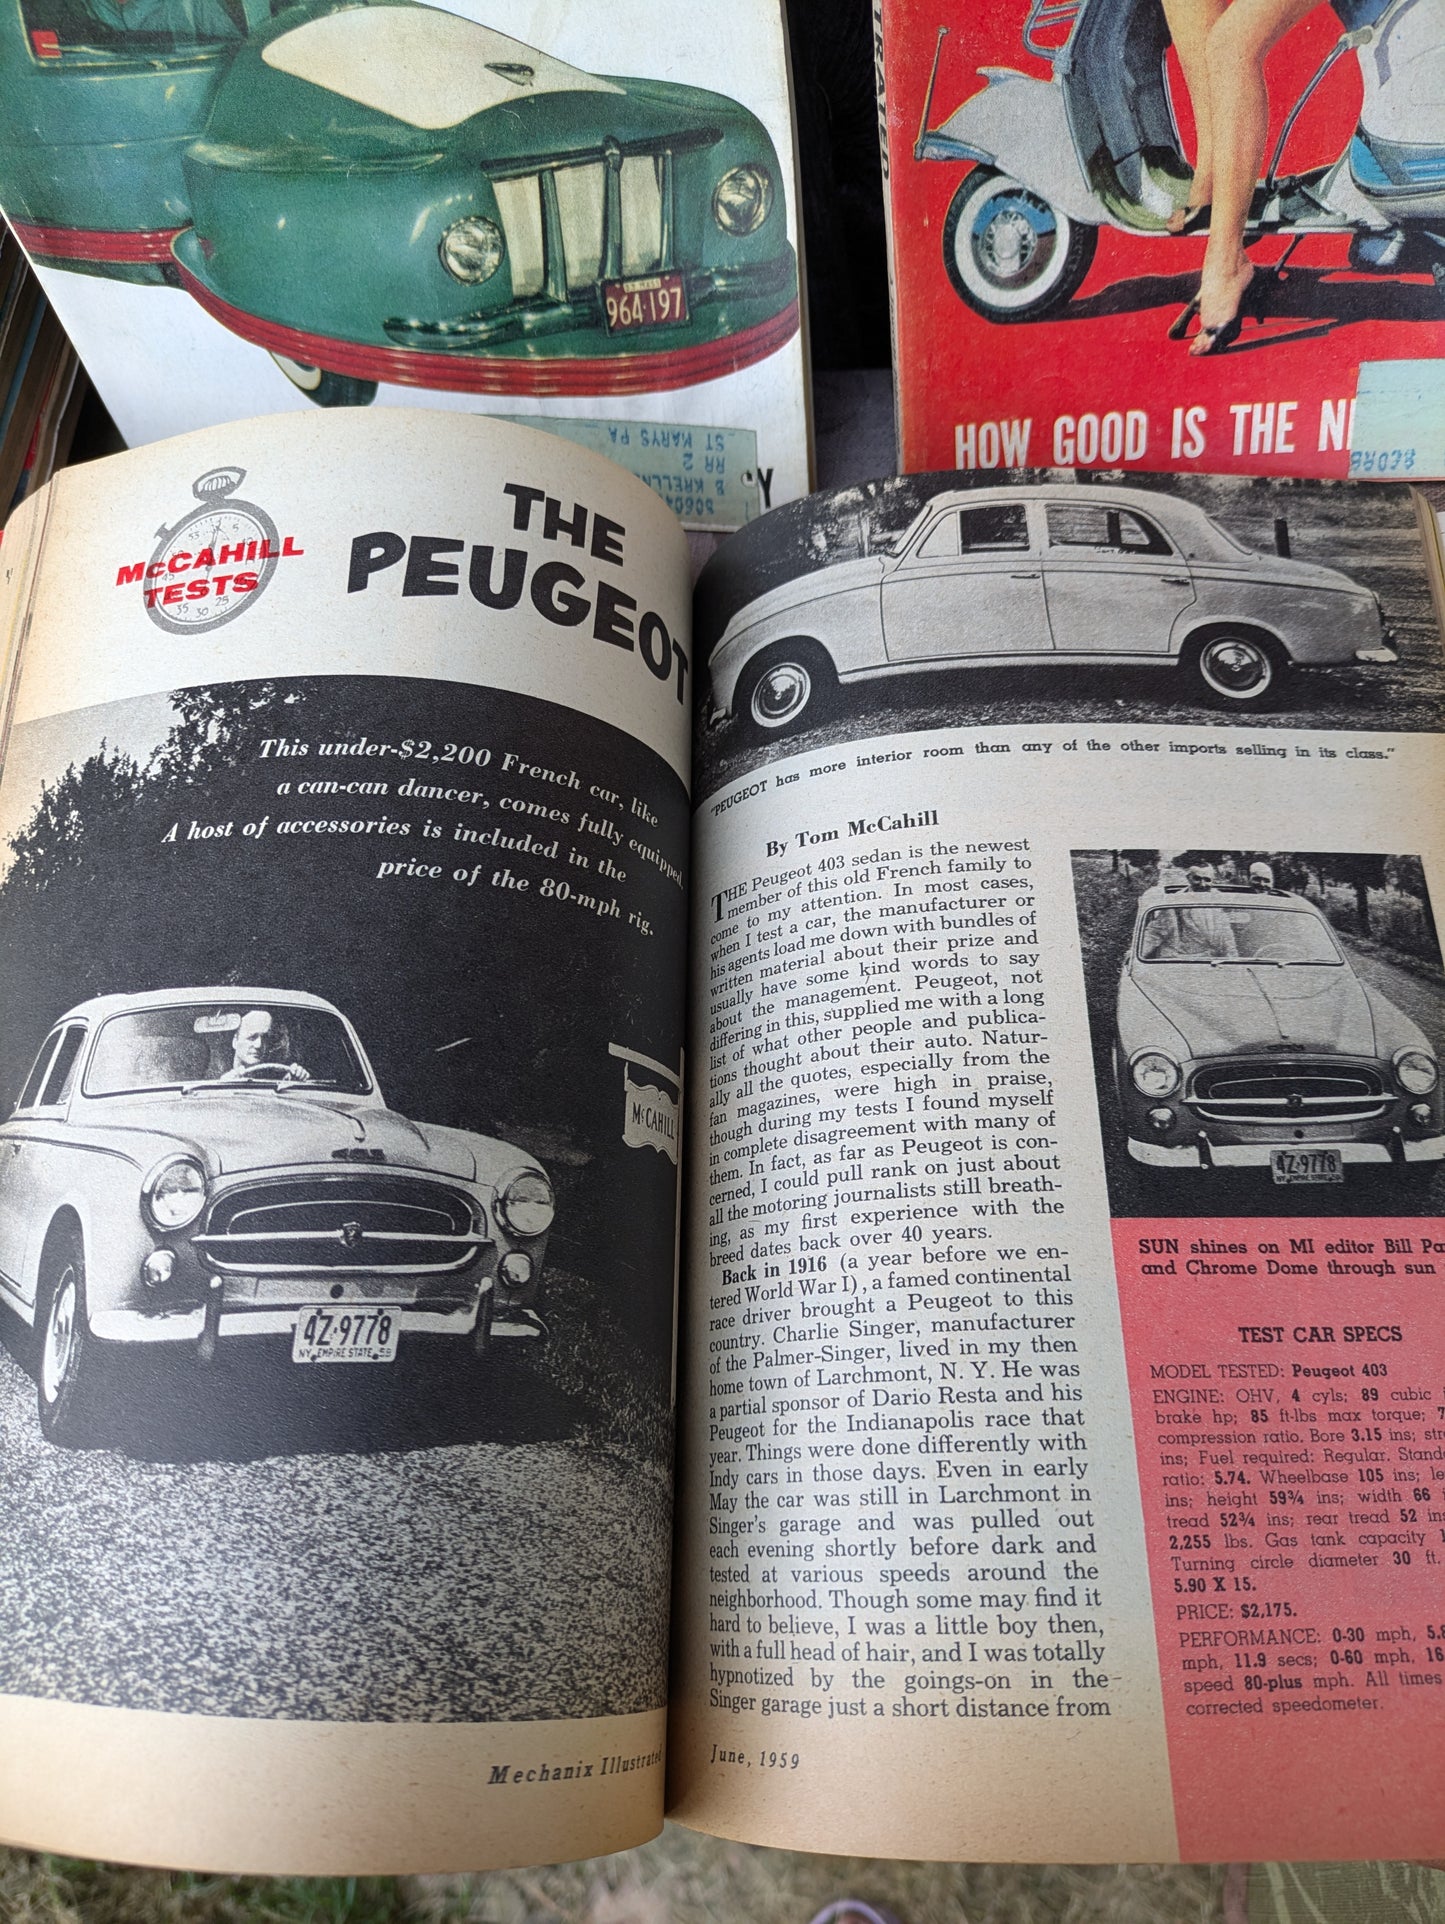 TRAILD
53 MASS
964·197
HOW GOOD IS THE
ST MARYS PA
RR 2
Y
McCAHILL
TESTS
THE
PEUGEOT
This under-$2,200 French car, like
a can-can dancer, comes fully equipped.
A host of accessories is included in the
price of the 80-mph rig.
McCAHILL
4Z·9778
NY EMPIRE STATE 59
Mechanix Illustrated
"PEUGEOT has more interior room than any of the other imports selling in its class."
By Tom McCahill
THE Peugeot 403 sedan is the newest
member of this old French family to
come to my attention. In most cases,
when I test a car, the manufacturer or
his agents load me down with bundles of
written material about their prize and
usually have some kind words to say
about the management. Peugeot, not
differing in this, supplied me with a long
list of what other people and publica-
tions thought about their auto. Natur-
ally all the quotes, especially from the
fan magazines, were high in praise,
though during my tests I found myself
in complete disagreement with many of
them. In fact, as far as Peugeot is con-
cerned, I could pull rank on just about
all the motoring journalists still breath-
ing, as my first experience with the
breed dates back over 40 years.
Back in 1916 (a year before we en-
tered World War I), a famed continental
race driver brought a Peugeot to this
country. Charlie Singer, manufacturer
of the Palmer-Singer, lived in my then
home town of Larchmont, N. Y. He was
a partial sponsor of Dario Resta and his
Peugeot for the Indianapolis race that
year. Things were done differently with
Indy cars in those days. Even in early
May the car was still in Larchmont in
Singer's garage and was pulled out
each evening shortly before dark and
tested at various speeds around the
neighborhood. Though some may find it
hard to believe, I was a little boy then,
with a full head of hair, and I was totally
hypnotized by the goings-on in the
Singer garage just a short distance from
June, 1959
4Z·9778
NY EMPIRE STATE 59
SUN shines on MI editor Bill
and Chrome Dome through sun
TEST CAR SPECS
MODEL TESTED: Peugeot 403
ENGINE: OHV, 4 cyls; 89 cubic
brake hp; 85 ft-lbs max torque;
compression ratio. Bore 3.15 ins;
ins; Fuel required: Regular.
ratio: 5.74. Wheelbase 105 ins;
ins; height 59¾ ins; width 66
tread 52¾ ins; rear tread 52
2,255 lbs. Gas tank capacity
Turning circle diameter 30 ft.
5.90 X 15.
PRICE: $2,175.
PERFORMANCE: 0-30 mph,
mph, 11.9 secs; 0-60 mph,
speed 80-plus mph. All times
corrected speedometer.